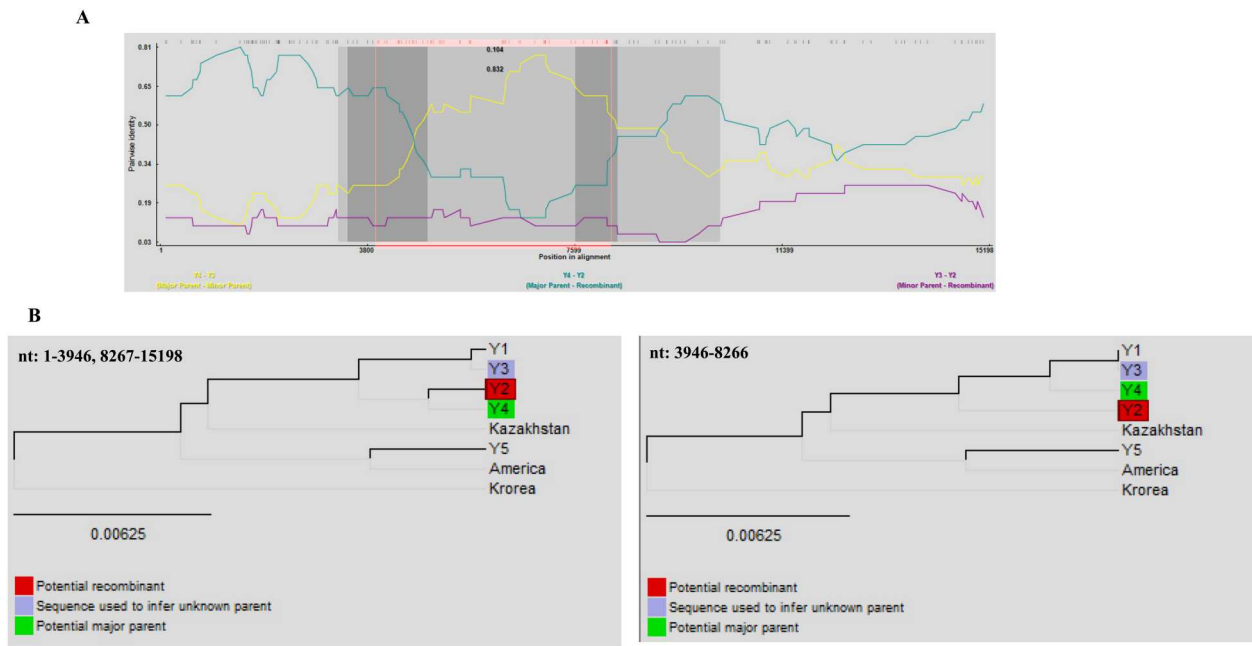 A
0.81
0.65
0.50
0.34
0.19
0.03
Pairwise identity
0.104
0.832
1
3800
7599
11399
15198
Position in alignment
(Major Parent - Minor Parent)
Y4 - Y2
(Major Parent - Recombinant)
Y3 - Y2
(Minor Parent - Recombinant)
B
nt: 1-3946, 8267-15198
Y1
Y3
Y2
Y4
Kazakhstan
Y5
America
Krorea
0.00625
Potential recombinant
Sequence used to infer unknown parent
Potential major parent
nt: 3946-8266
Y1
Y3
Y4
Y2
Kazakhstan
Y5
America
Krorea
0.00625
Potential recombinant
Sequence used to infer unknown parent
Potential major parent